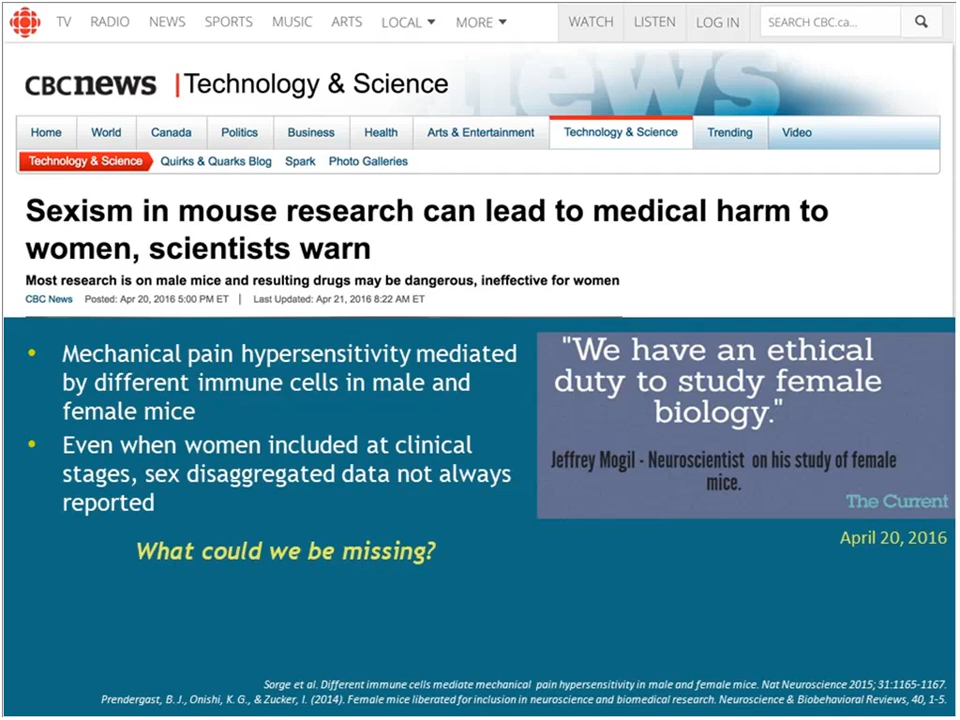 TV RADIO NEWS SPORTS MUSIC ARTS LOCAL MORE WATCH LISTEN LOG IN SEARCH CBC.ca...
news
CBCnews | Technology & Science
Home World Canada Politics Business Health Arts & Entertainment Technology & Science Trending Video
Technology & Science Quirks & Quarks Blog Spark Photo Galleries
Sexism in mouse research can lead to medical harm to
women, scientists warn
Most research is on male mice and resulting drugs may be dangerous, ineffective for women
CBC News Posted: Apr 20, 2016 5:00 PM ET | Last Updated: Apr 21, 2016 8:22 AM ET
• Mechanical pain hypersensitivity mediated
by different immune cells in male and
female mice
• Even when women included at clinical
stages, sex disaggregated data not always
reported
What could we be missing?
"We have an ethical
duty to study female
biology."
Jeffrey Mogil - Neuroscientist on his study of female
mice.
The Current
April 20, 2016
Sorge et al. Different immune cells mediate mechanical pain hypersensitivity in male and female mice. Nat Neuroscience 2015; 31:1165-1167.
Prendergast, B. J., Onishi, K. G., & Zucker, I. (2014). Female mice liberated for inclusion in neuroscience and biomedical research. Neuroscience & Biobehavioral Reviews, 40, 1-5.